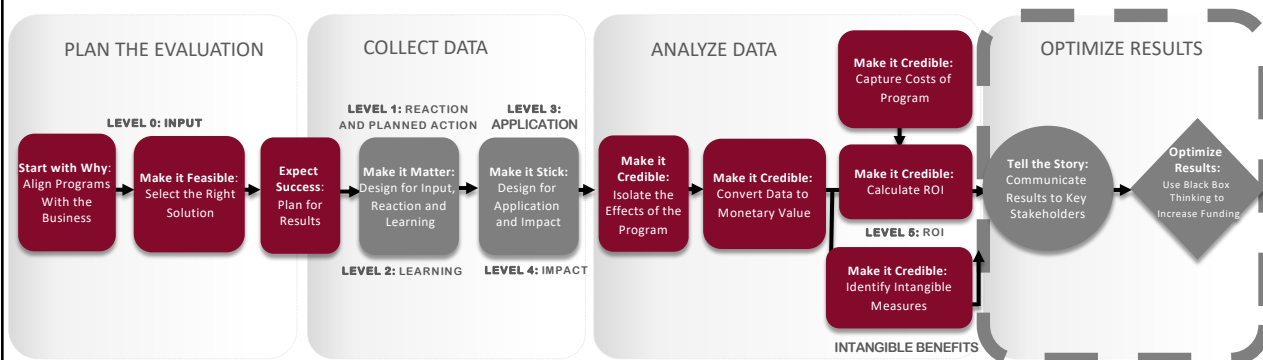 PLAN THE EVALUATION
LEVEL 0: INPUT
Start with Why:
Align Programs
With the
Business
Make it Feasible:
Select the Right
Solution
Expect
Success:
Plan for
Results
COLLECT DATA
LEVEL 1: REACTION
AND PLANNED ACTION
Make it Matter:
Design for Input,
Reaction and
Learning
LEVEL 2: LEARNING
LEVEL 3:
APPLICATION
Make it Stick:
Design for
Application
and Impact
LEVEL 4: IMPACT
ANALYZE DATA
Make it
Credible:
Isolate the
Effects of the
Program
Make it Credible:
Convert Data to
Monetary Value
Make it Credible:
Capture Costs of
Program
Make it Credible:
Calculate ROI
LEVEL 5: ROI
Make it Credible:
Identify Intangible
Measures
INTANGIBLE BENEFITS
OPTIMIZE RESULTS
Tell the Story:
Communicate
Results to Key
Stakeholders
Optimize
Results:
Use Black Box
Thinking to
Increase Funding